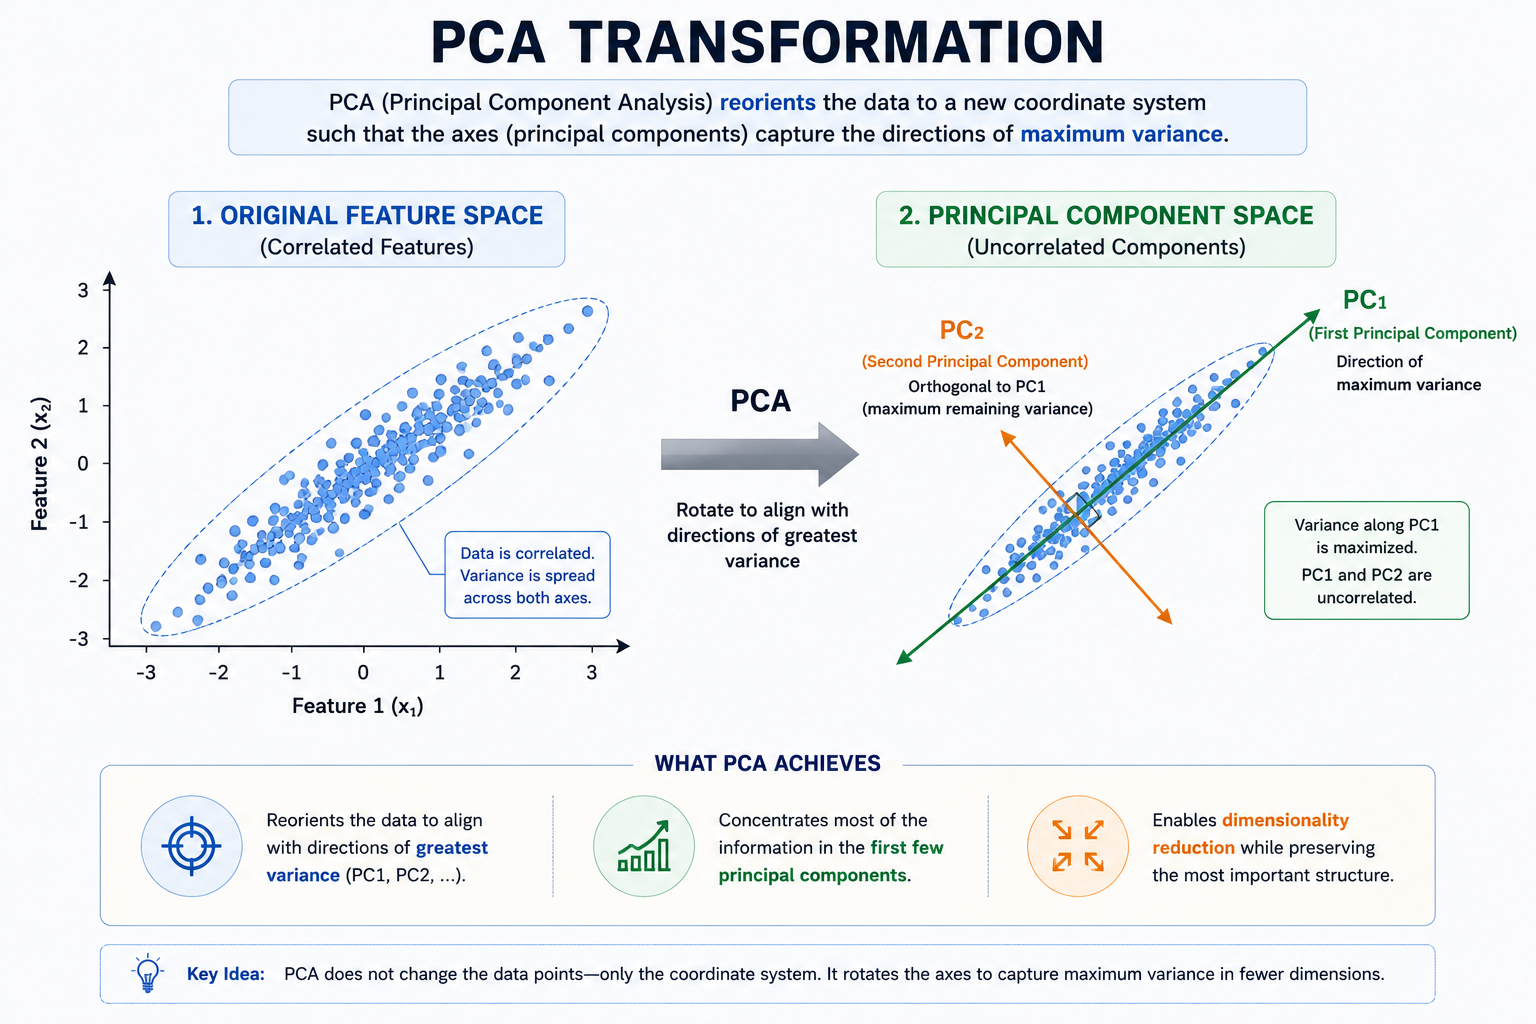 PCA TRANSFORMATION
PCA (Principal Component Analysis) reorients the data to a new coordinate system
such that the axes (principal components) capture the directions of maximum variance.
1. ORIGINAL FEATURE SPACE
(Correlated Features)
3
2
1
0
-1
-2
-3
Feature 2 (x₂)
-3 -2 -1 0 1 2 3
Feature 1 (x₁)
Data is correlated.
Variance is spread
across both axes.
PCA
Rotate to align with
directions of greatest
variance
2. PRINCIPAL COMPONENT SPACE
(Uncorrelated Components)
PC2
(Second Principal Component)
Orthogonal to PC1
(maximum remaining variance)
PC1
(First Principal Component)
Direction of
maximum variance
Variance along PC1
is maximized.
PC1 and PC2 are
uncorrelated.
WHAT PCA ACHIEVES
Reorients the data to align
with directions of greatest
variance (PC1, PC2, ...).
Concentrates most of the
information in the first few
principal components.
Enables dimensionality
reduction while preserving
the most important structure.
Key Idea: PCA does not change the data points—only the coordinate system. It rotates the axes to capture maximum variance in fewer dimensions.